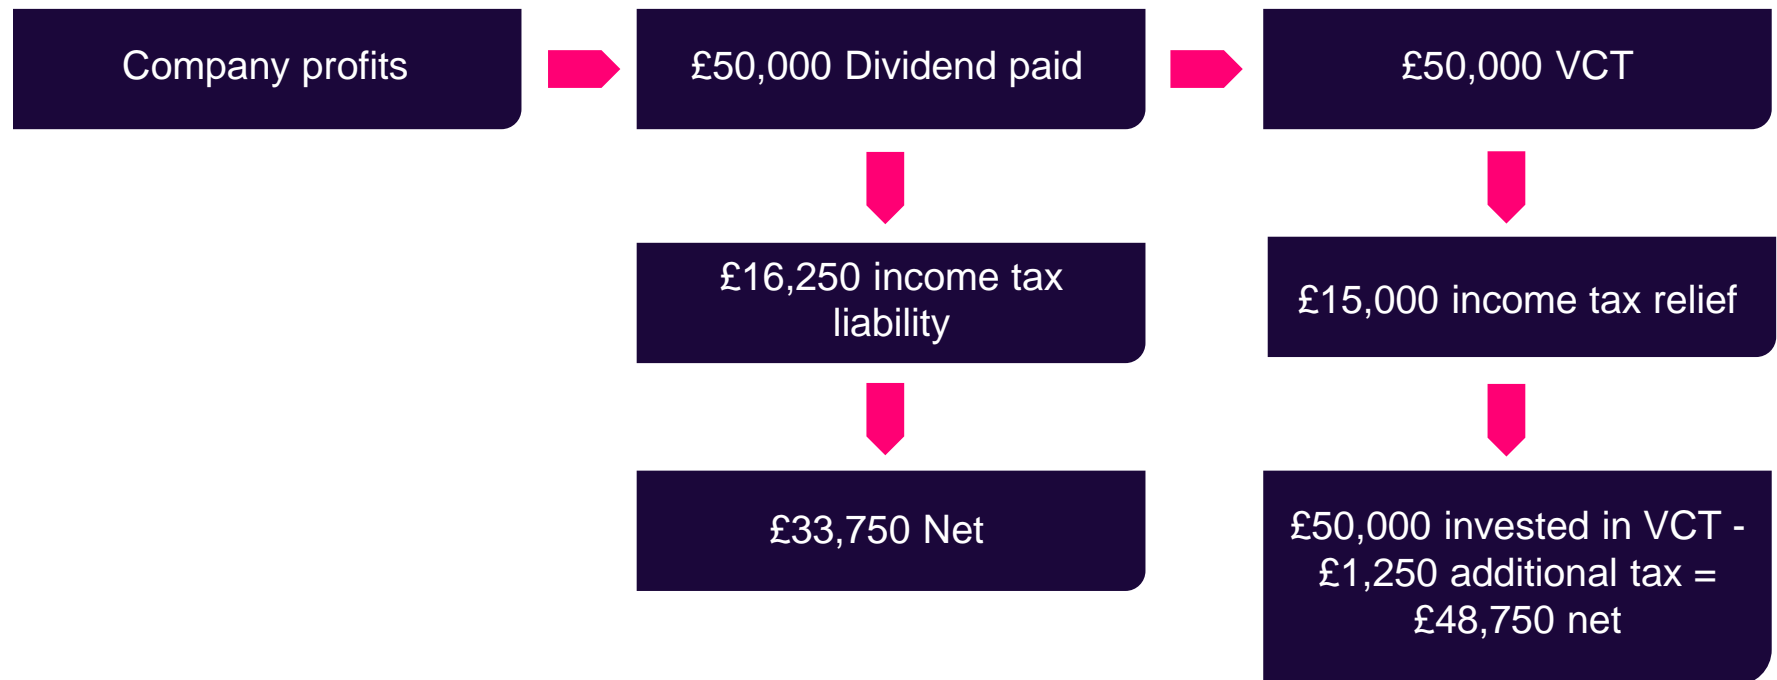 Company profits
£50,000 Dividend paid
£50,000 VCT
£16,250 income tax
liability
£15,000 income tax relief
£33,750 Net
£50,000 invested in VCT -
£1,250 additional tax =
£48,750 net